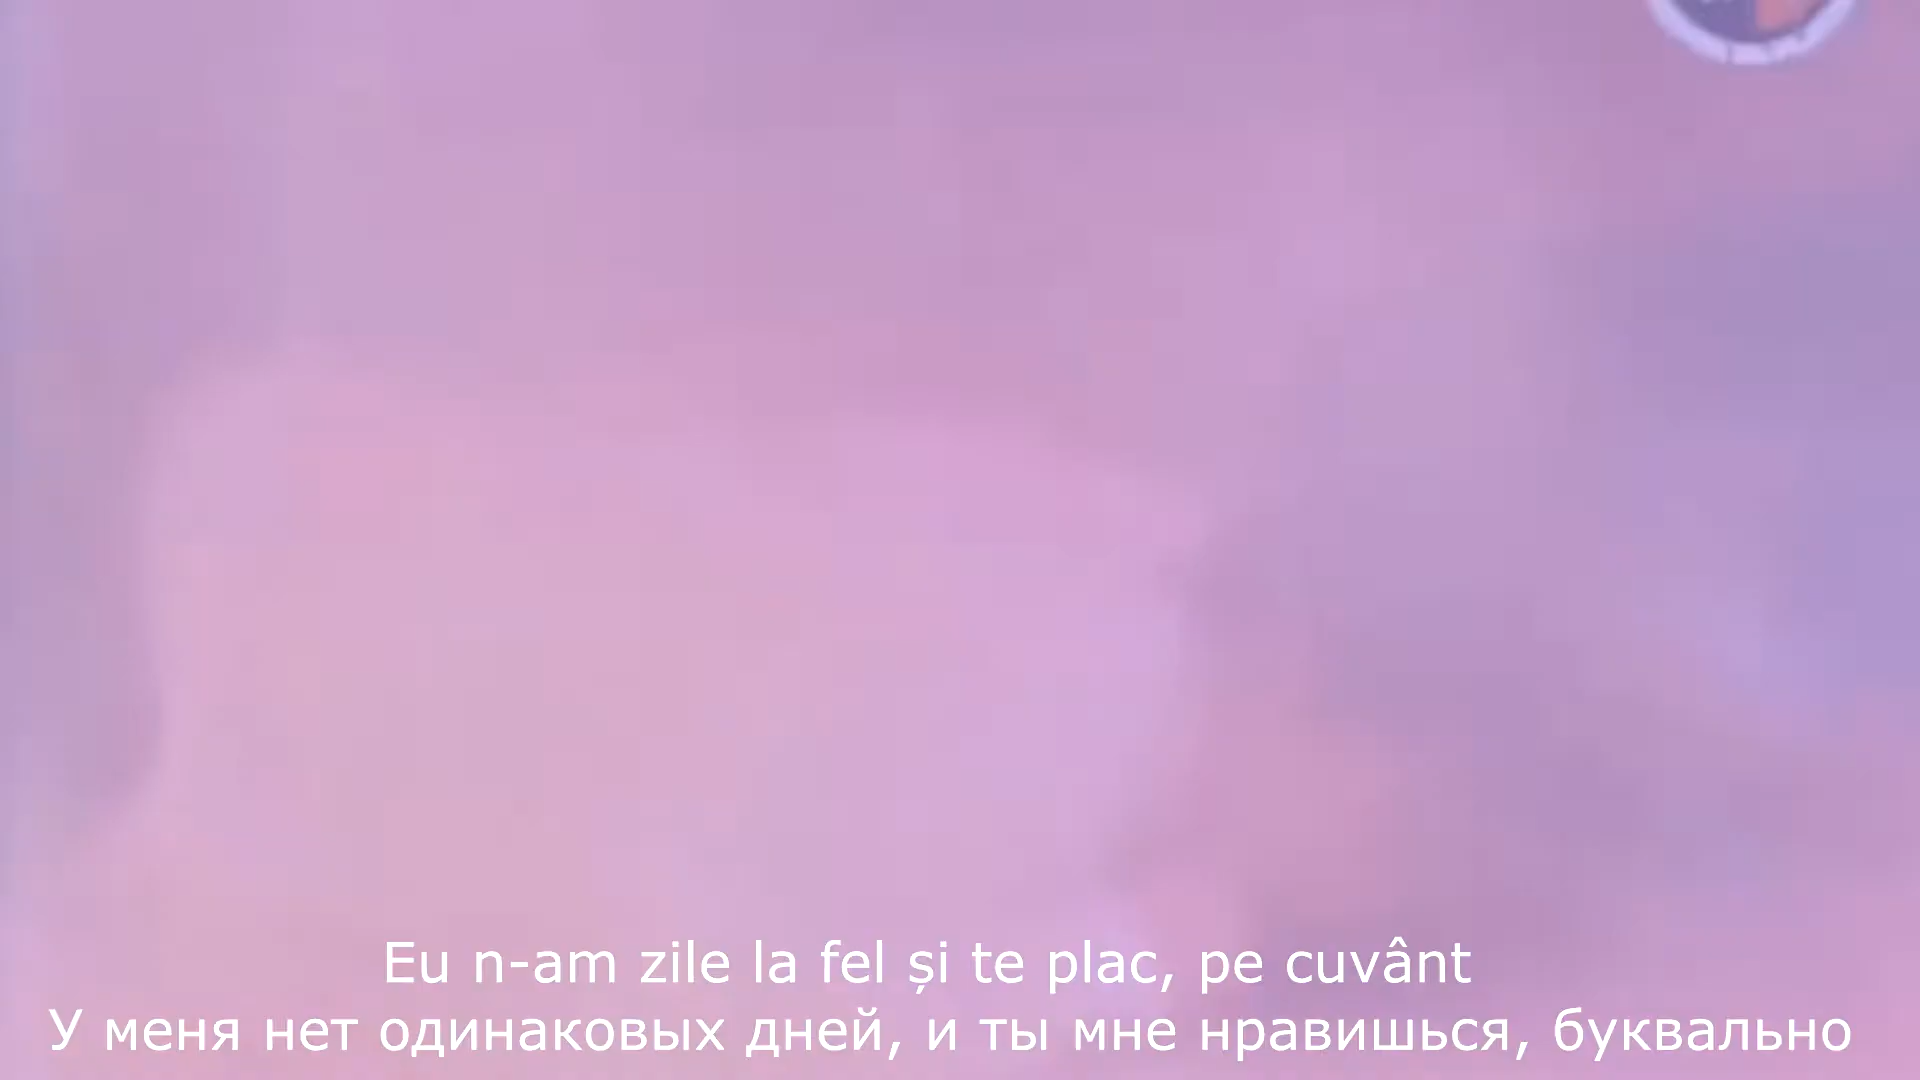 Eu n-am zile la fel și te plac, pe cuvânt
У меня нет одинаковых дней, и ты мне нравишься, буквально